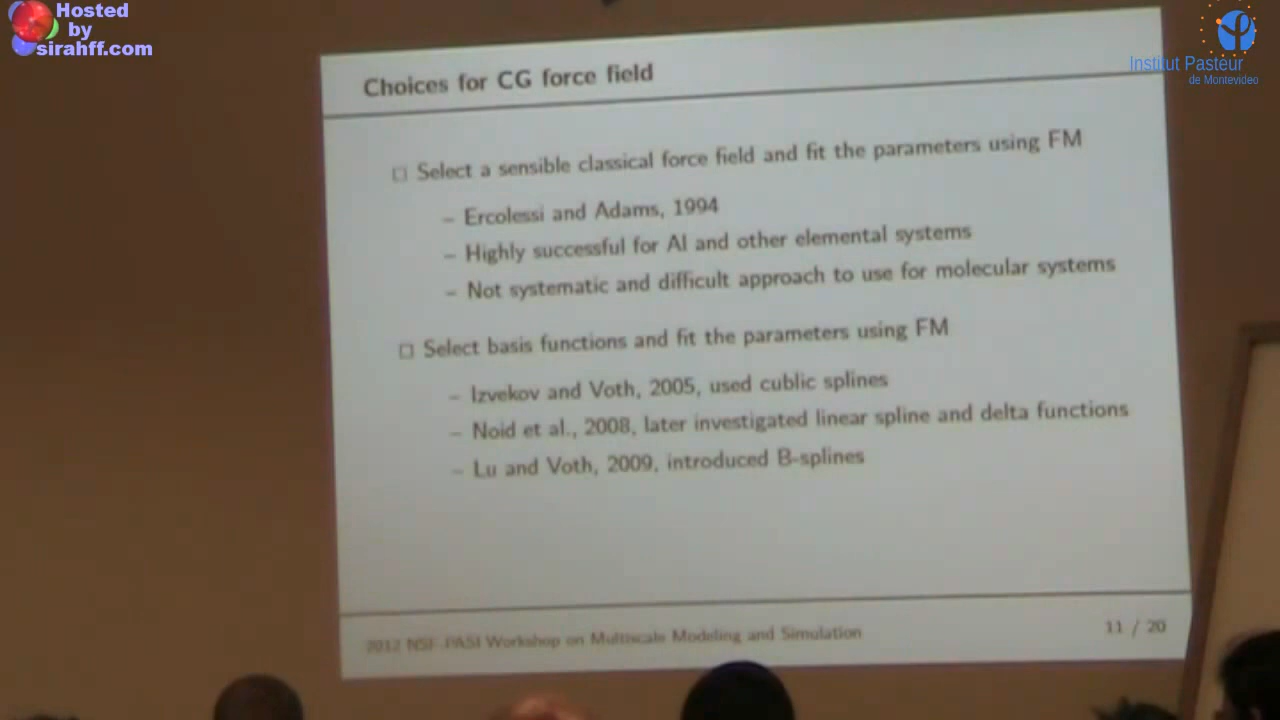 Hosted
by
sirahff.com
Institut Pasteur
de Montevideo
Choices for CG force field
Select a sensible classical force field and fit the parameters using FM
– Ercolessi and Adams, 1994
– Highly successful for Al and other elemental systems
– Not systematic and difficult approach to use for molecular systems
Select basis functions and fit the parameters using FM
– Izvekov and Voth, 2005, used cublic splines
– Noid et al., 2008, later investigated linear spline and delta functions
– Lu and Voth, 2009, introduced B-splines
2012 NSF-PASI Workshop on Multiscale Modeling and Simulation
11 / 20